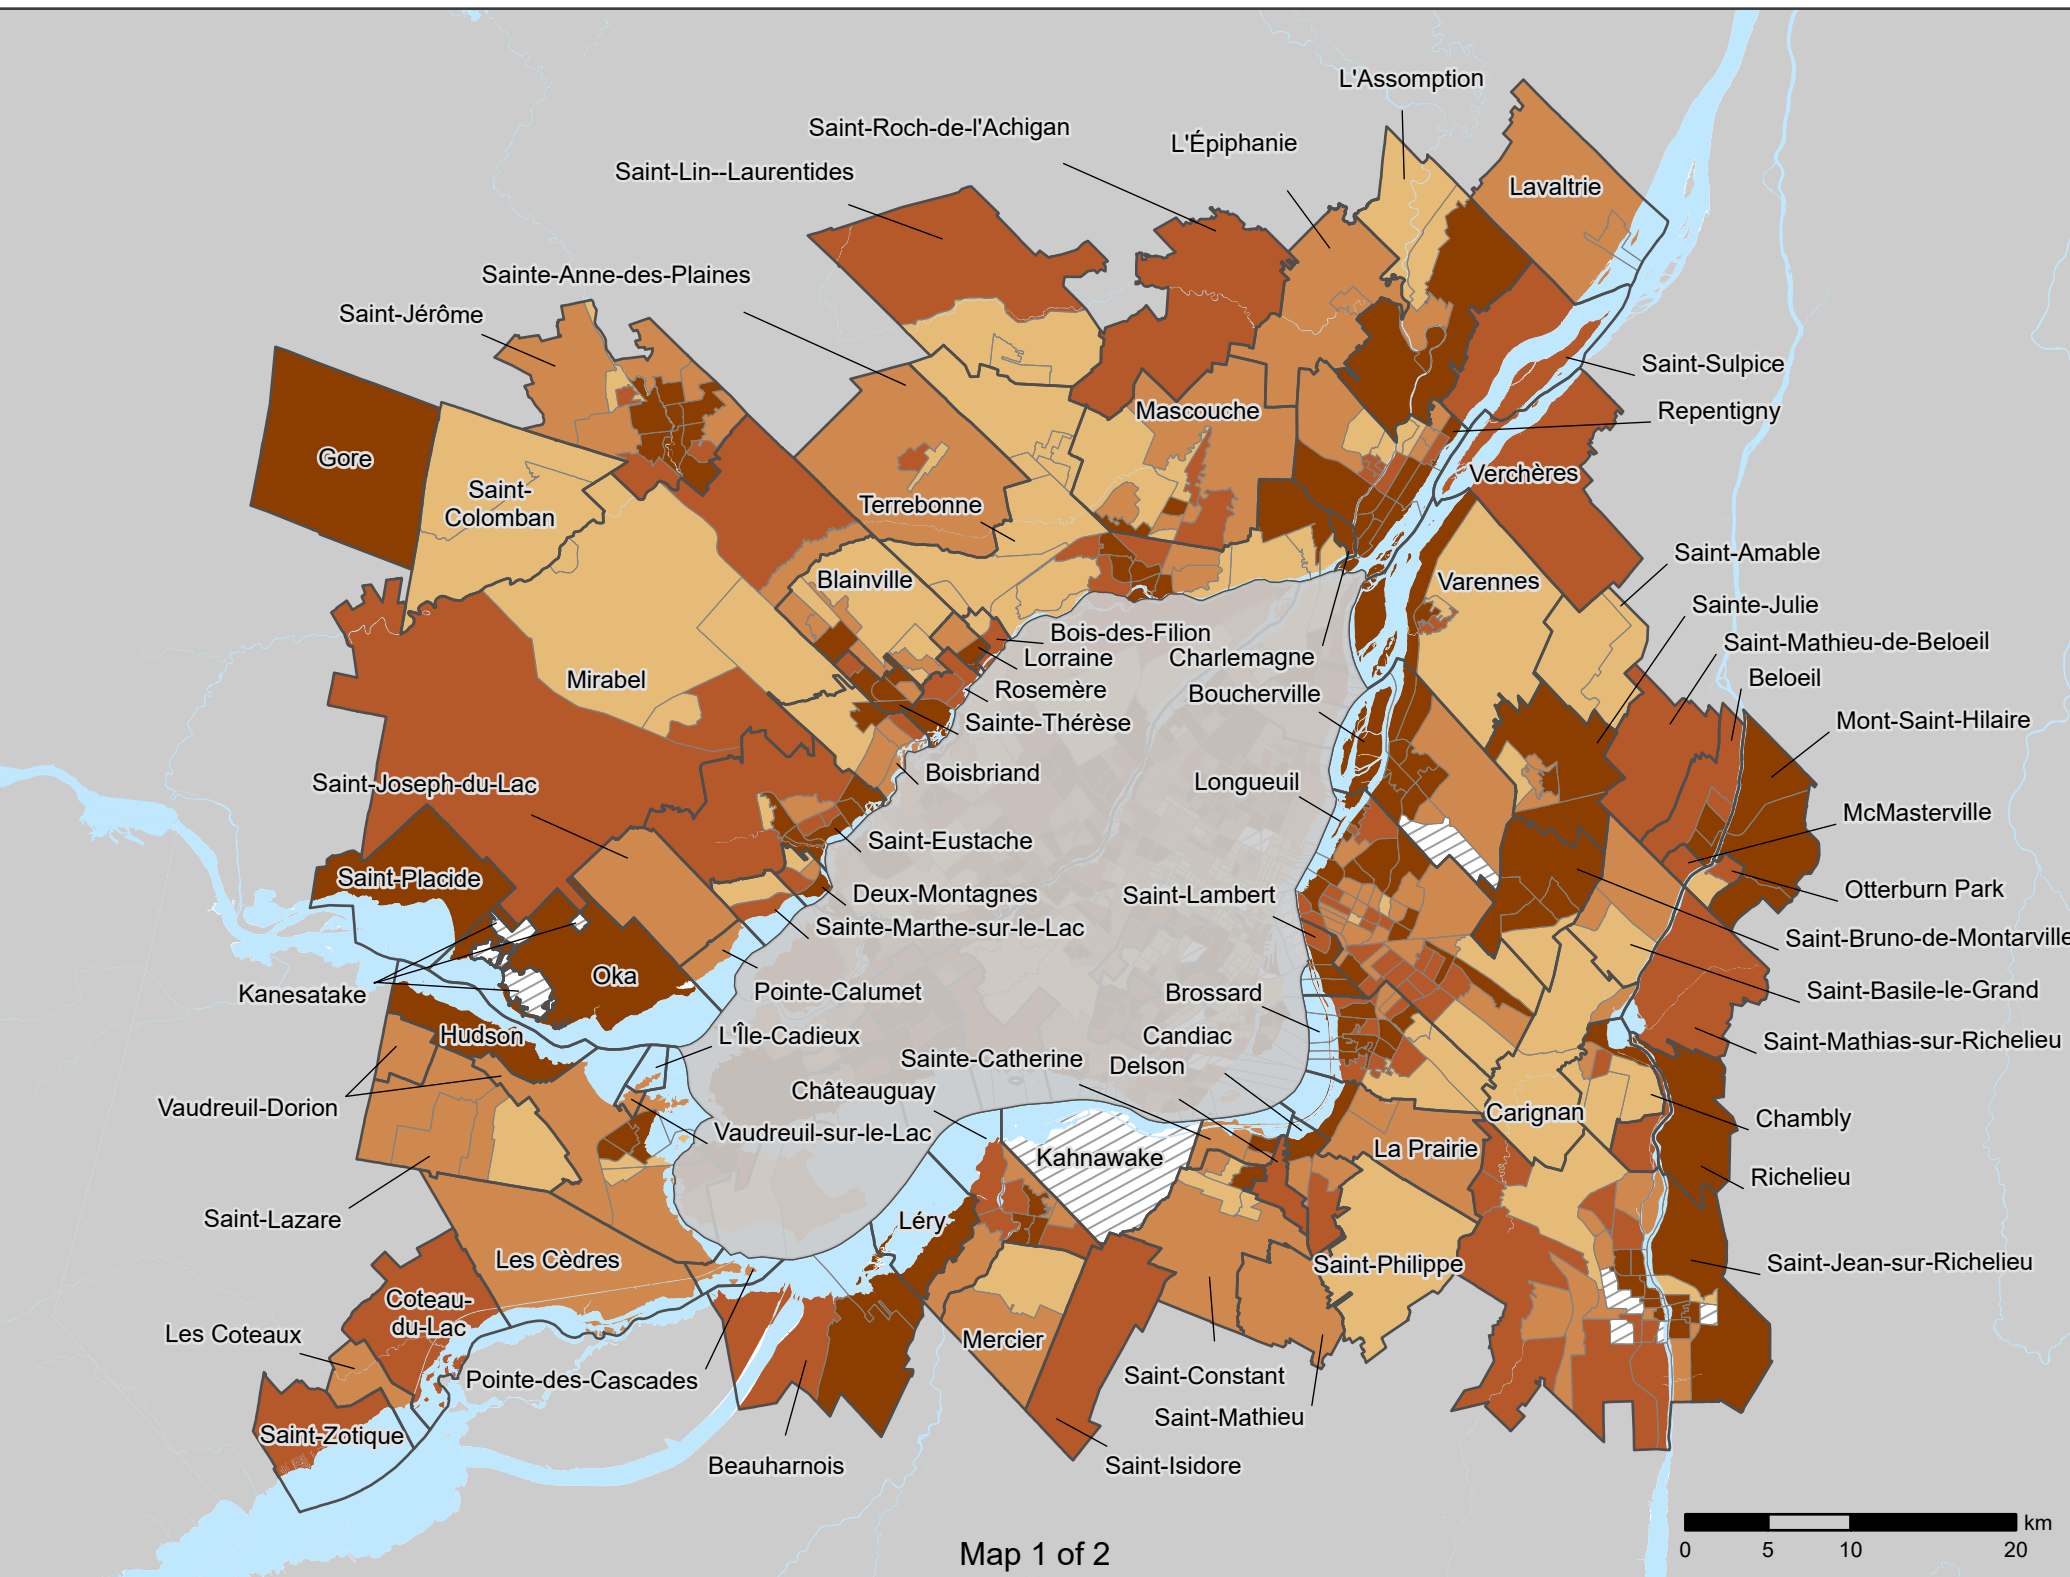 L'Assomption
Saint-Roch-de-l'Achigan
L'Épiphanie
Saint-Lin--Laurentides
Lavaltrie
Sainte-Anne-des-Plaines
Saint-Jérôme
Saint-Sulpice
Mascouche
Repentigny
Gore
Verchères
Saint-
Colomban
Terrebonne
Saint-Amable
Blainville
Varennes
Sainte-Julie
Bois-des-Filion
Saint-Mathieu-de-Beloeil
Lorraine
Charlemagne
Mirabel
Beloeil
Rosemère
Boucherville
Sainte-Thérèse
Mont-Saint-Hilaire
Boisbriand
Longueuil
Saint-Joseph-du-Lac
McMasterville
Saint-Eustache
Saint-Placide
Deux-Montagnes
Saint-Lambert
Otterburn Park
Sainte-Marthe-sur-le-Lac
Saint-Bruno-de-Montarville
Oka
Kanesatake
Pointe-Calumet
Brossard
Saint-Basile-le-Grand
Hudson
L'Île-Cadieux
Candiac
Saint-Mathias-sur-Richelieu
Sainte-Catherine
Delson
Châteauguay
Vaudreuil-Dorion
Carignan
Chambly
Vaudreuil-sur-le-Lac
Kahnawake
La Prairie
Richelieu
Saint-Lazare
Léry
Les Cèdres
Saint-Philippe
Saint-Jean-sur-Richelieu
Coteau-
du-Lac
Les Coteaux
Mercier
Pointe-des-Cascades
Saint-Constant
Saint-Mathieu
Saint-Zotique
Beauharnois
Saint-Isidore
km
0 5 10 20
Map 1 of 2